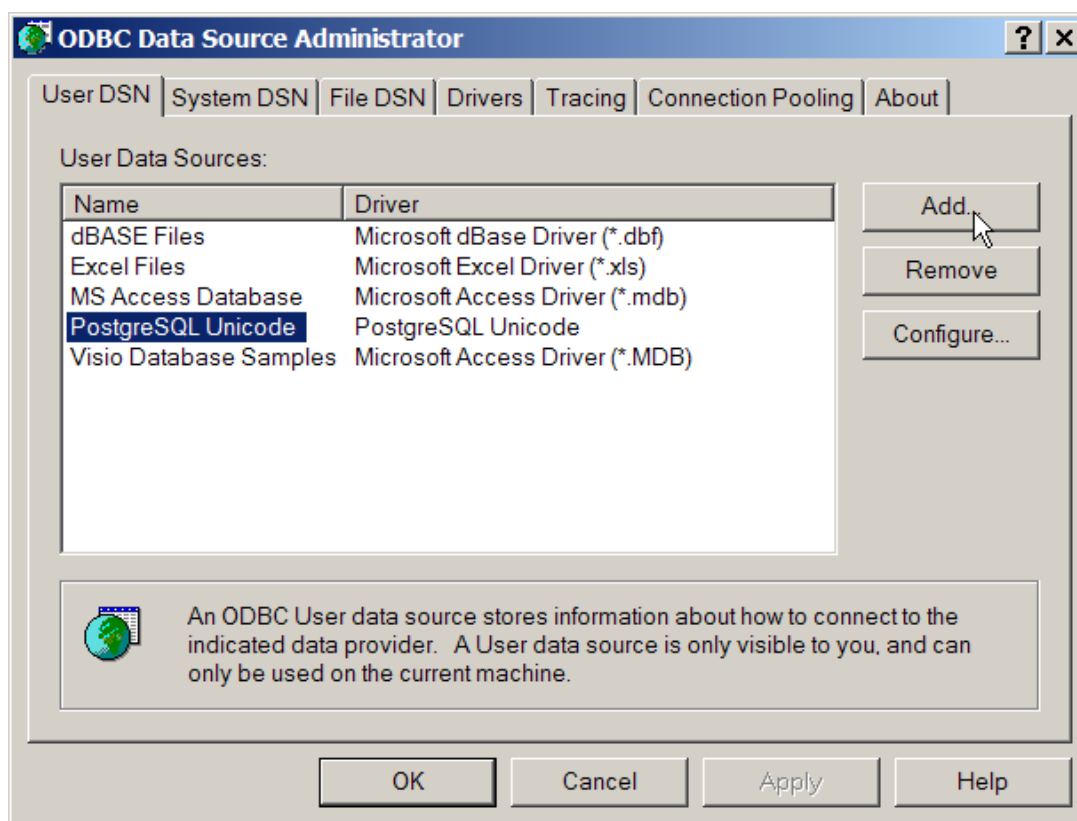 ODBC Data Source Administrator
User DSN System DSN File DSN Drivers Tracing Connection Pooling About
User Data Sources:
Name Driver
dBASE Files Microsoft dBase Driver (*.dbf)
Excel Files Microsoft Excel Driver (*.xls)
MS Access Database Microsoft Access Driver (*.mdb)
PostgreSQL Unicode PostgreSQL Unicode
Visio Database Samples Microsoft Access Driver (*.MDB)
Add...
Remove
Configure...
An ODBC User data source stores information about how to connect to the
indicated data provider. A User data source is only visible to you, and can
only be used on the current machine.
OK Cancel Apply Help